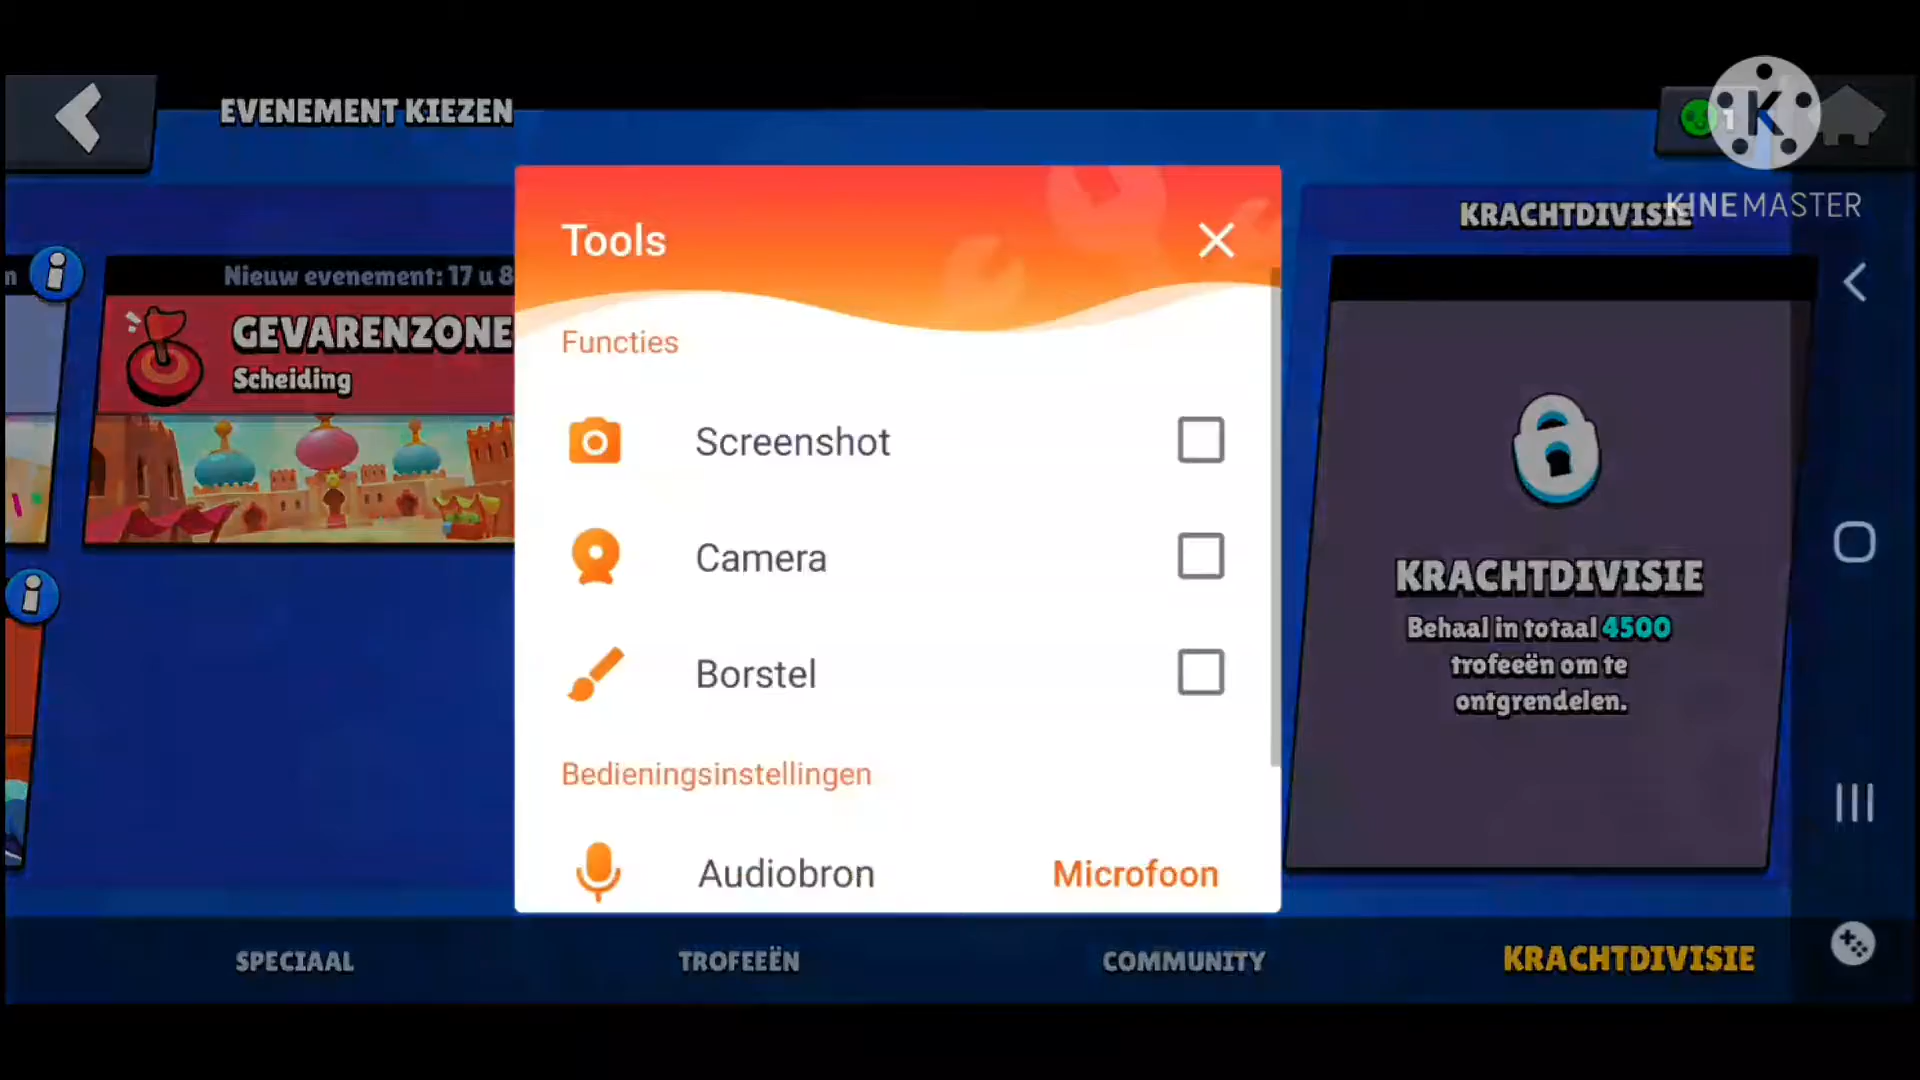 EVENEMENT KIEZEN
1
K
KINEMASTER
KRACHTDIVISIE
Nieuw evenement: 17 u 8
GEVARENZONE
Scheiding
Tools
Functies
Screenshot
Camera
Borstel
Bedieningsinstellingen
Audiobron
Microfoon
KRACHTDIVISIE
Behaal in totaal 4500
trofeeën om te
ontgrendelen.
SPECIAAL
TROFEEËN
COMMUNITY
KRACHTDIVISIE